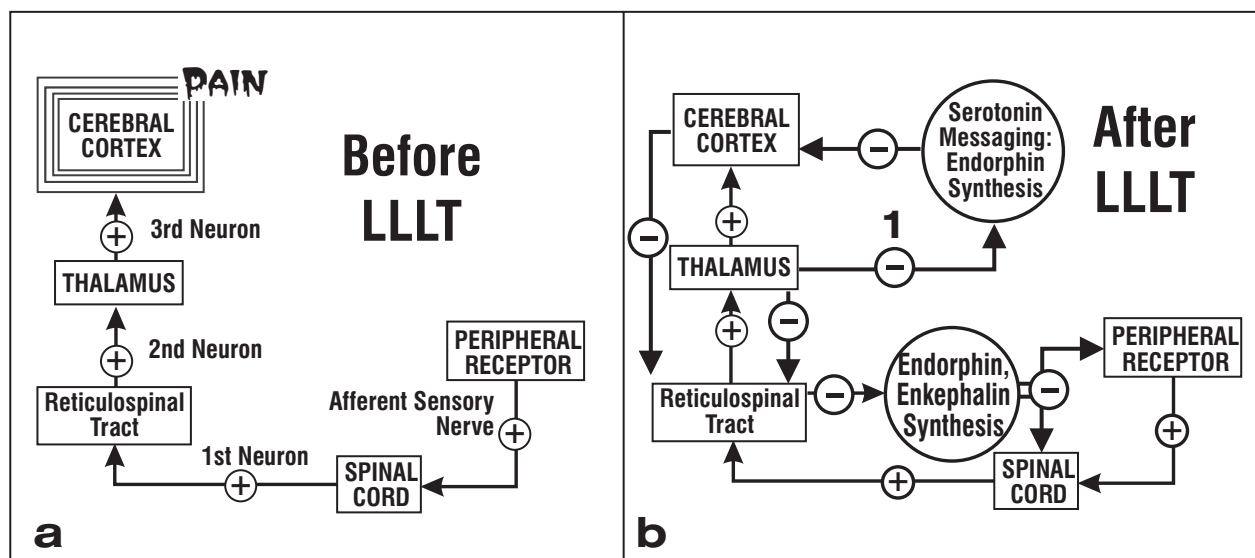 PAIN
CEREBRAL
CORTEX
Before
LLLT
+
3rd Neuron
THALAMUS
+
2nd Neuron
Reticulospinal
Tract
PERIPHERAL
RECEPTOR
Afferent Sensory
Nerve
+
1st Neuron
+
SPINAL
CORD
a
CEREBRAL
CORTEX
−
Serotonin
Messaging:
Endorphin
Synthesis
After
LLLT
−
+
1
−
THALAMUS
+
−
Reticulospinal
Tract
−
Endorphin,
Enkephalin
Synthesis
−
PERIPHERAL
RECEPTOR
+
+
SPINAL
CORD
b